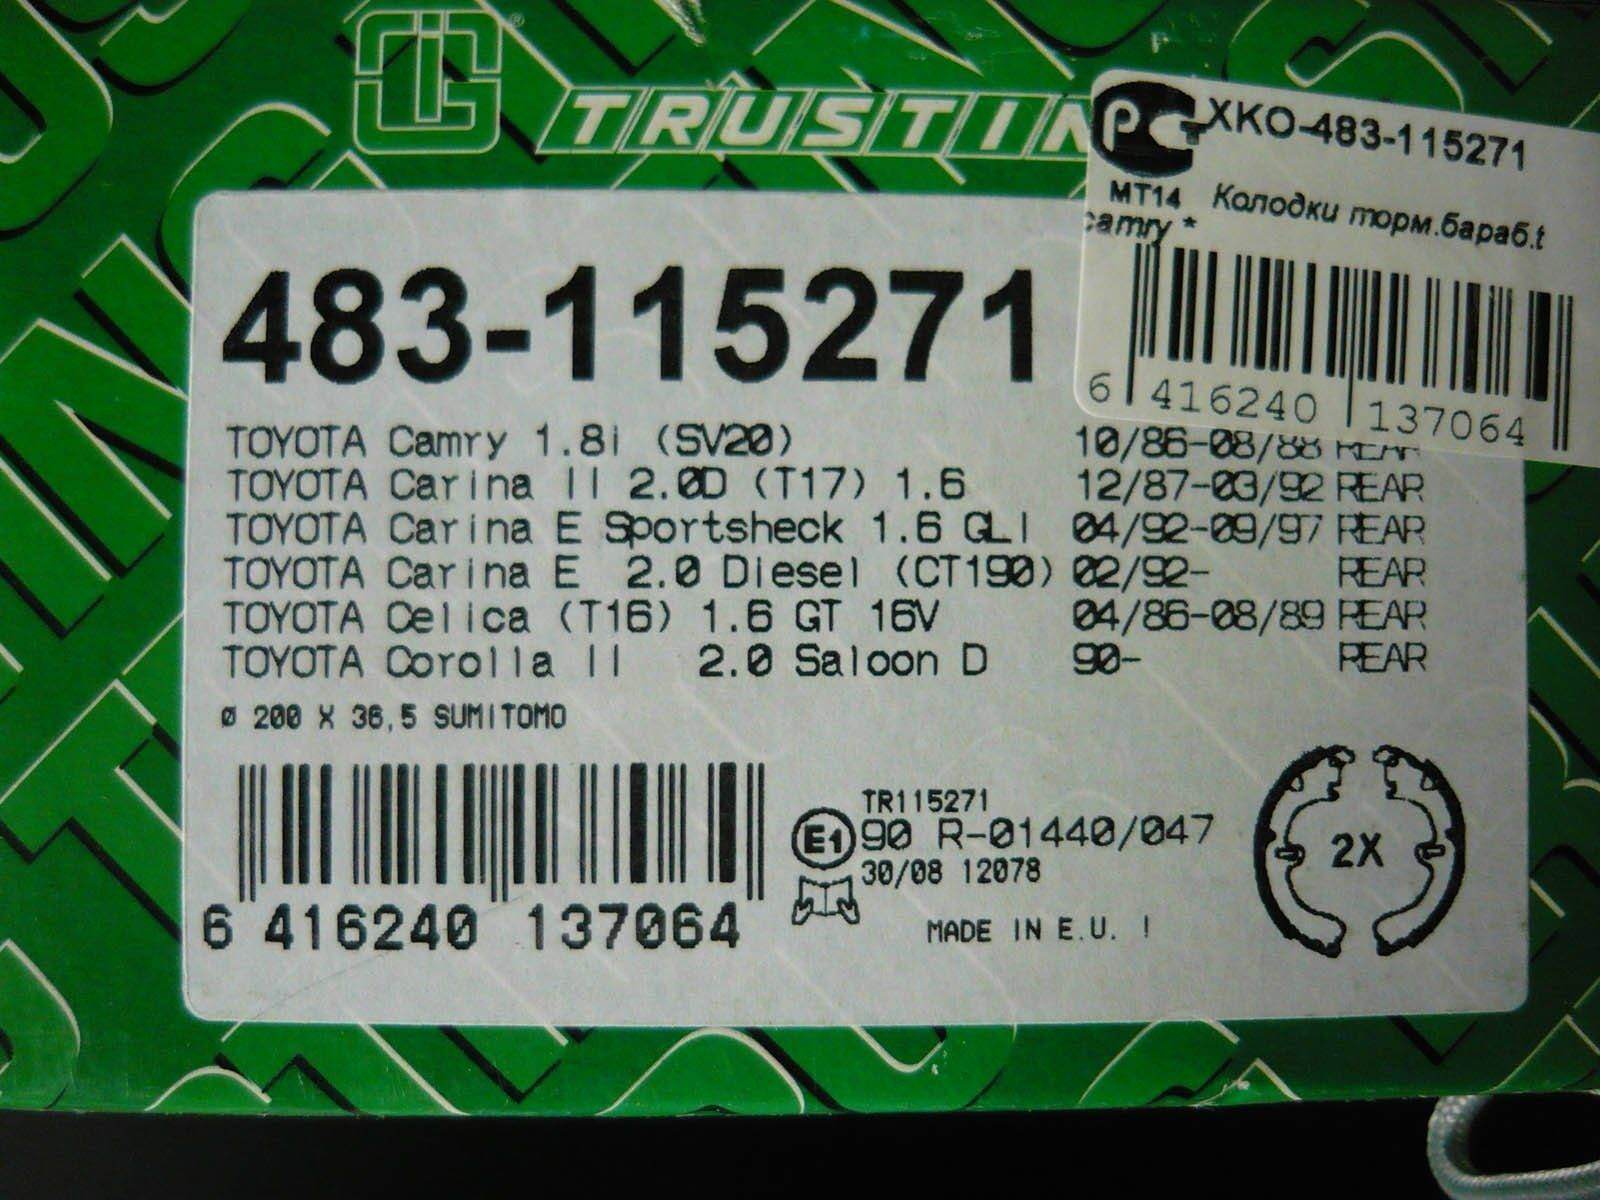 TRUSTIN
483-115271
TOYOTA Camry 1.8i (SV20) 10/86-08/88 REAR
TOYOTA Carina II 2.0D (T17) 1.6 12/87-03/92 REAR
TOYOTA Carina E Sportsheck 1.6 GLI 04/92-09/97 REAR
TOYOTA Carina E 2.0 Diesel (CT190) 02/92- REAR
TOYOTA Celica (T16) 1.6 GT 16V 04/86-08/89 REAR
TOYOTA Corolla II 2.0 Saloon D 90- REAR
Ø 200 X 36,5 SUMITOMO
6 416240 137064
TR115271
E1 90 R-01440/047
30/08 12078
MADE IN E.U. !
2X
РСТ XKO-483-115271
MT14 Колодки торм.бараб.t
camry *
6 416240 137064